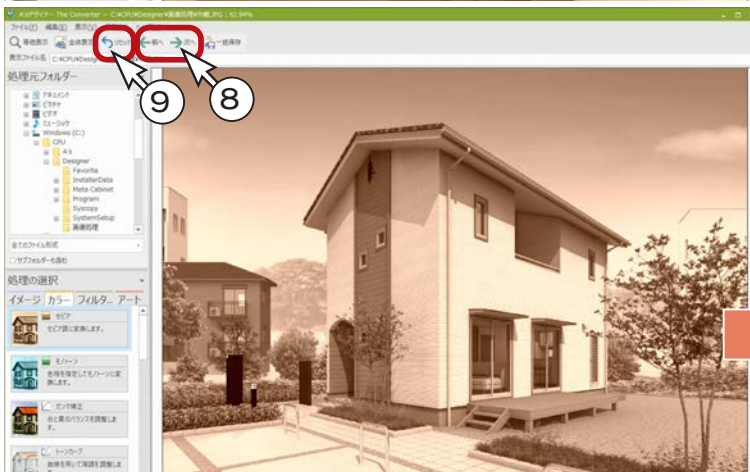 A'sデザイナー The Converter - C:¥CPU¥Designer¥画像処理¥外観.JPG : 62.94%
ファイル(F) 編集(E) 表示(V)
等倍表示 全体表示 リセット 前へ 次へ 一括保存
表示ファイル名 C:¥CPU¥Desig
⑨
⑧
処理元フォルダー
ドキュメント
ピクチャ
ビデオ
ミュージック
Windows (C:)
CPU
A's
Designer
Favorite
InstallerData
Meta Cabinet
Program
Syscopy
SystemSetup
画像処理
全てのファイル形式
サブフォルダーも含む
処理の選択
イメージ カラー フィルタ... アート
セピア
セピア調に変換します。
モノトーン
色相を指定してモノトーンに変
換します。
ガンマ補正
光と影のバランスを調整しま
す。
トーンカーブ
曲線を用いて階調を調整しま